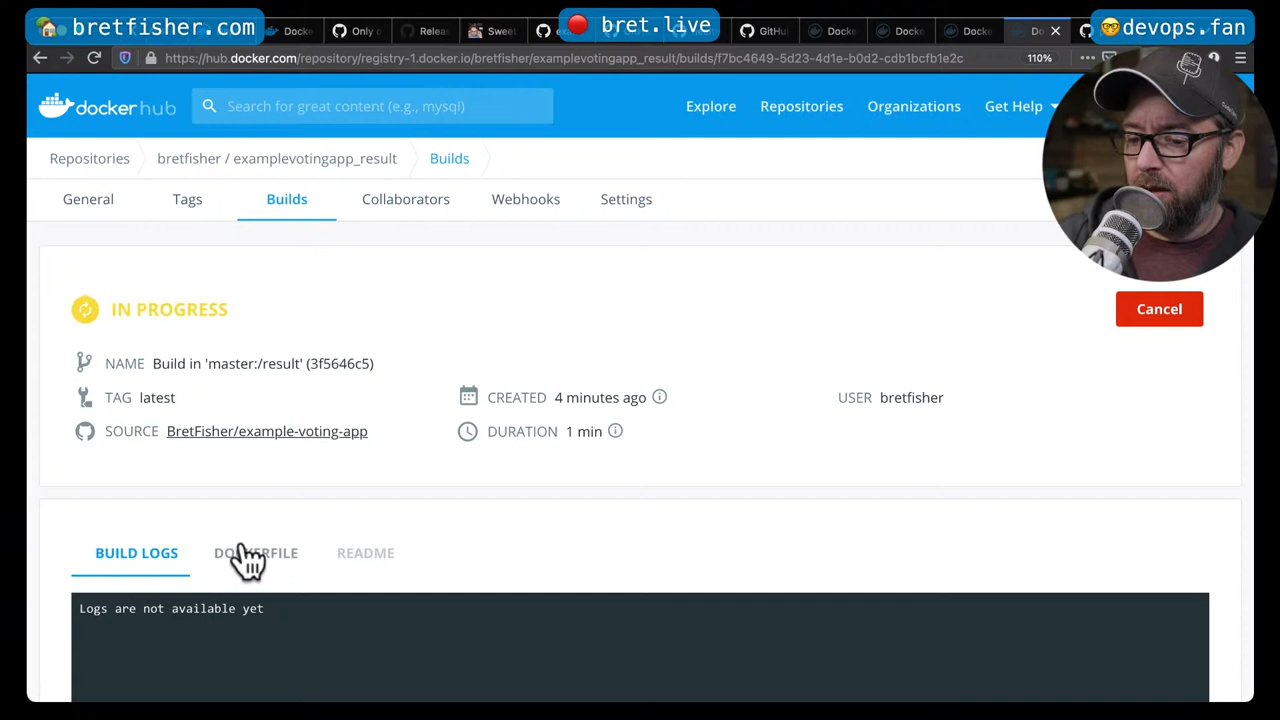 bretfisher.com
bret.live
devops.fan
Docke
Only o
Releas
Sweet
GitHu
Docke
Docke
Docke
Do
https://hub.docker.com/repository/registry-1.docker.io/bretfisher/examplevotingapp_result/builds/f7bc4649-5d23-4d1e-b0d2-cdb1bcfb1e2c
110%
docker hub
Search for great content (e.g., mysql)
Explore
Repositories
Organizations
Get Help
Repositories
bretfisher / examplevotingapp_result
Builds
General
Tags
Builds
Collaborators
Webhooks
Settings
IN PROGRESS
Cancel
NAME Build in 'master:/result' (3f5646c5)
TAG latest
CREATED 4 minutes ago
USER bretfisher
SOURCE BretFisher/example-voting-app
DURATION 1 min
BUILD LOGS
DOCKERFILE
README
Logs are not available yet